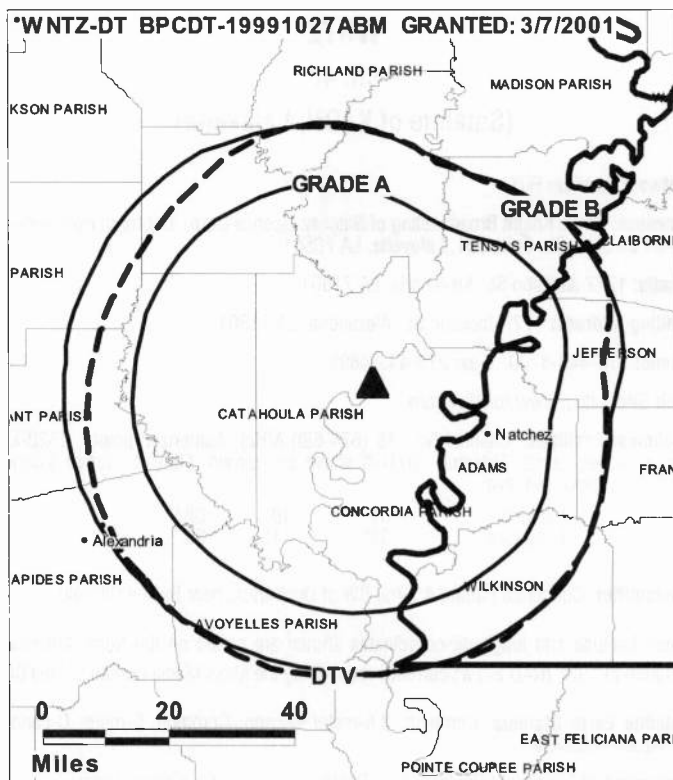 WNTZ-DT BPCDT-19991027ABM GRANTED: 3/7/2001
RICHLAND PARISH
MADISON PARISH
KSON PARISH
GRADE A
GRADE B
TENSAS PARISH
CLAIBORNE
PARISH
JEFFERSON
ANT PARISH
CATAHOULA PARISH
Natchez
ADAMS
FRAN
CONCORDIA PARISH
Alexandria
APIDES PARISH
WILKINSON
AVOYELLES PARISH
DTV
0 20 40
Miles
EAST FELICIANA PARI
POINTE COUPEE PARISH